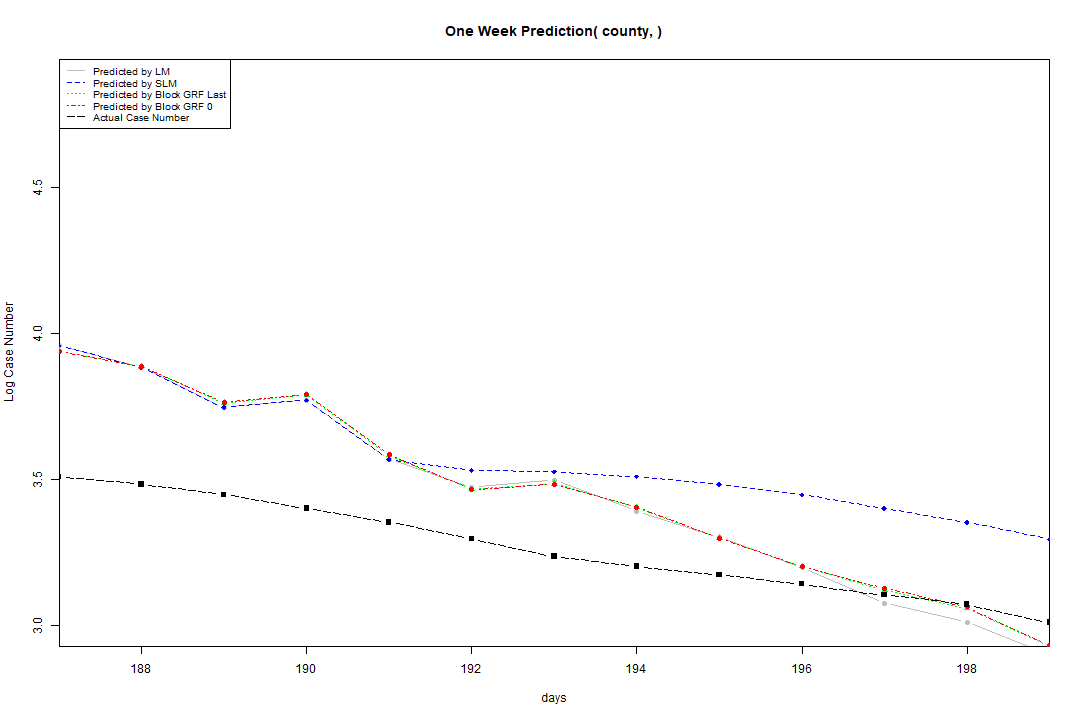 One Week Prediction( county, )
Predicted by LM
Predicted by SLM
Predicted by Block GRF Last
Predicted by Block GRF 0
Actual Case Number
4.5
4.0
3.5
3.0
Log Case Number
188 190 192 194 196 198
days